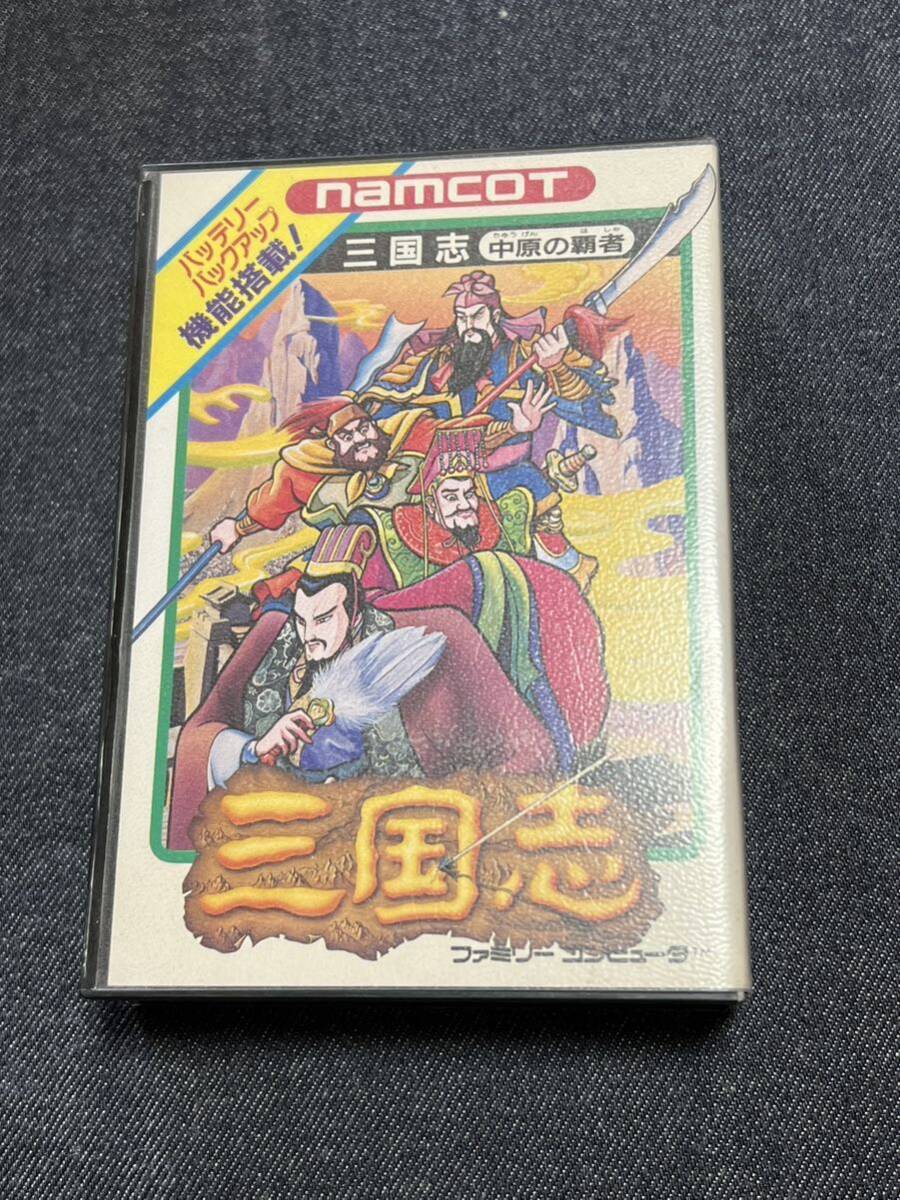 namcoT
バッテリー
バックアップ
機能搭載!
三国志 中原の覇者
ちゅうげん は しゃ
三国志
ファミリー コンピュータ™